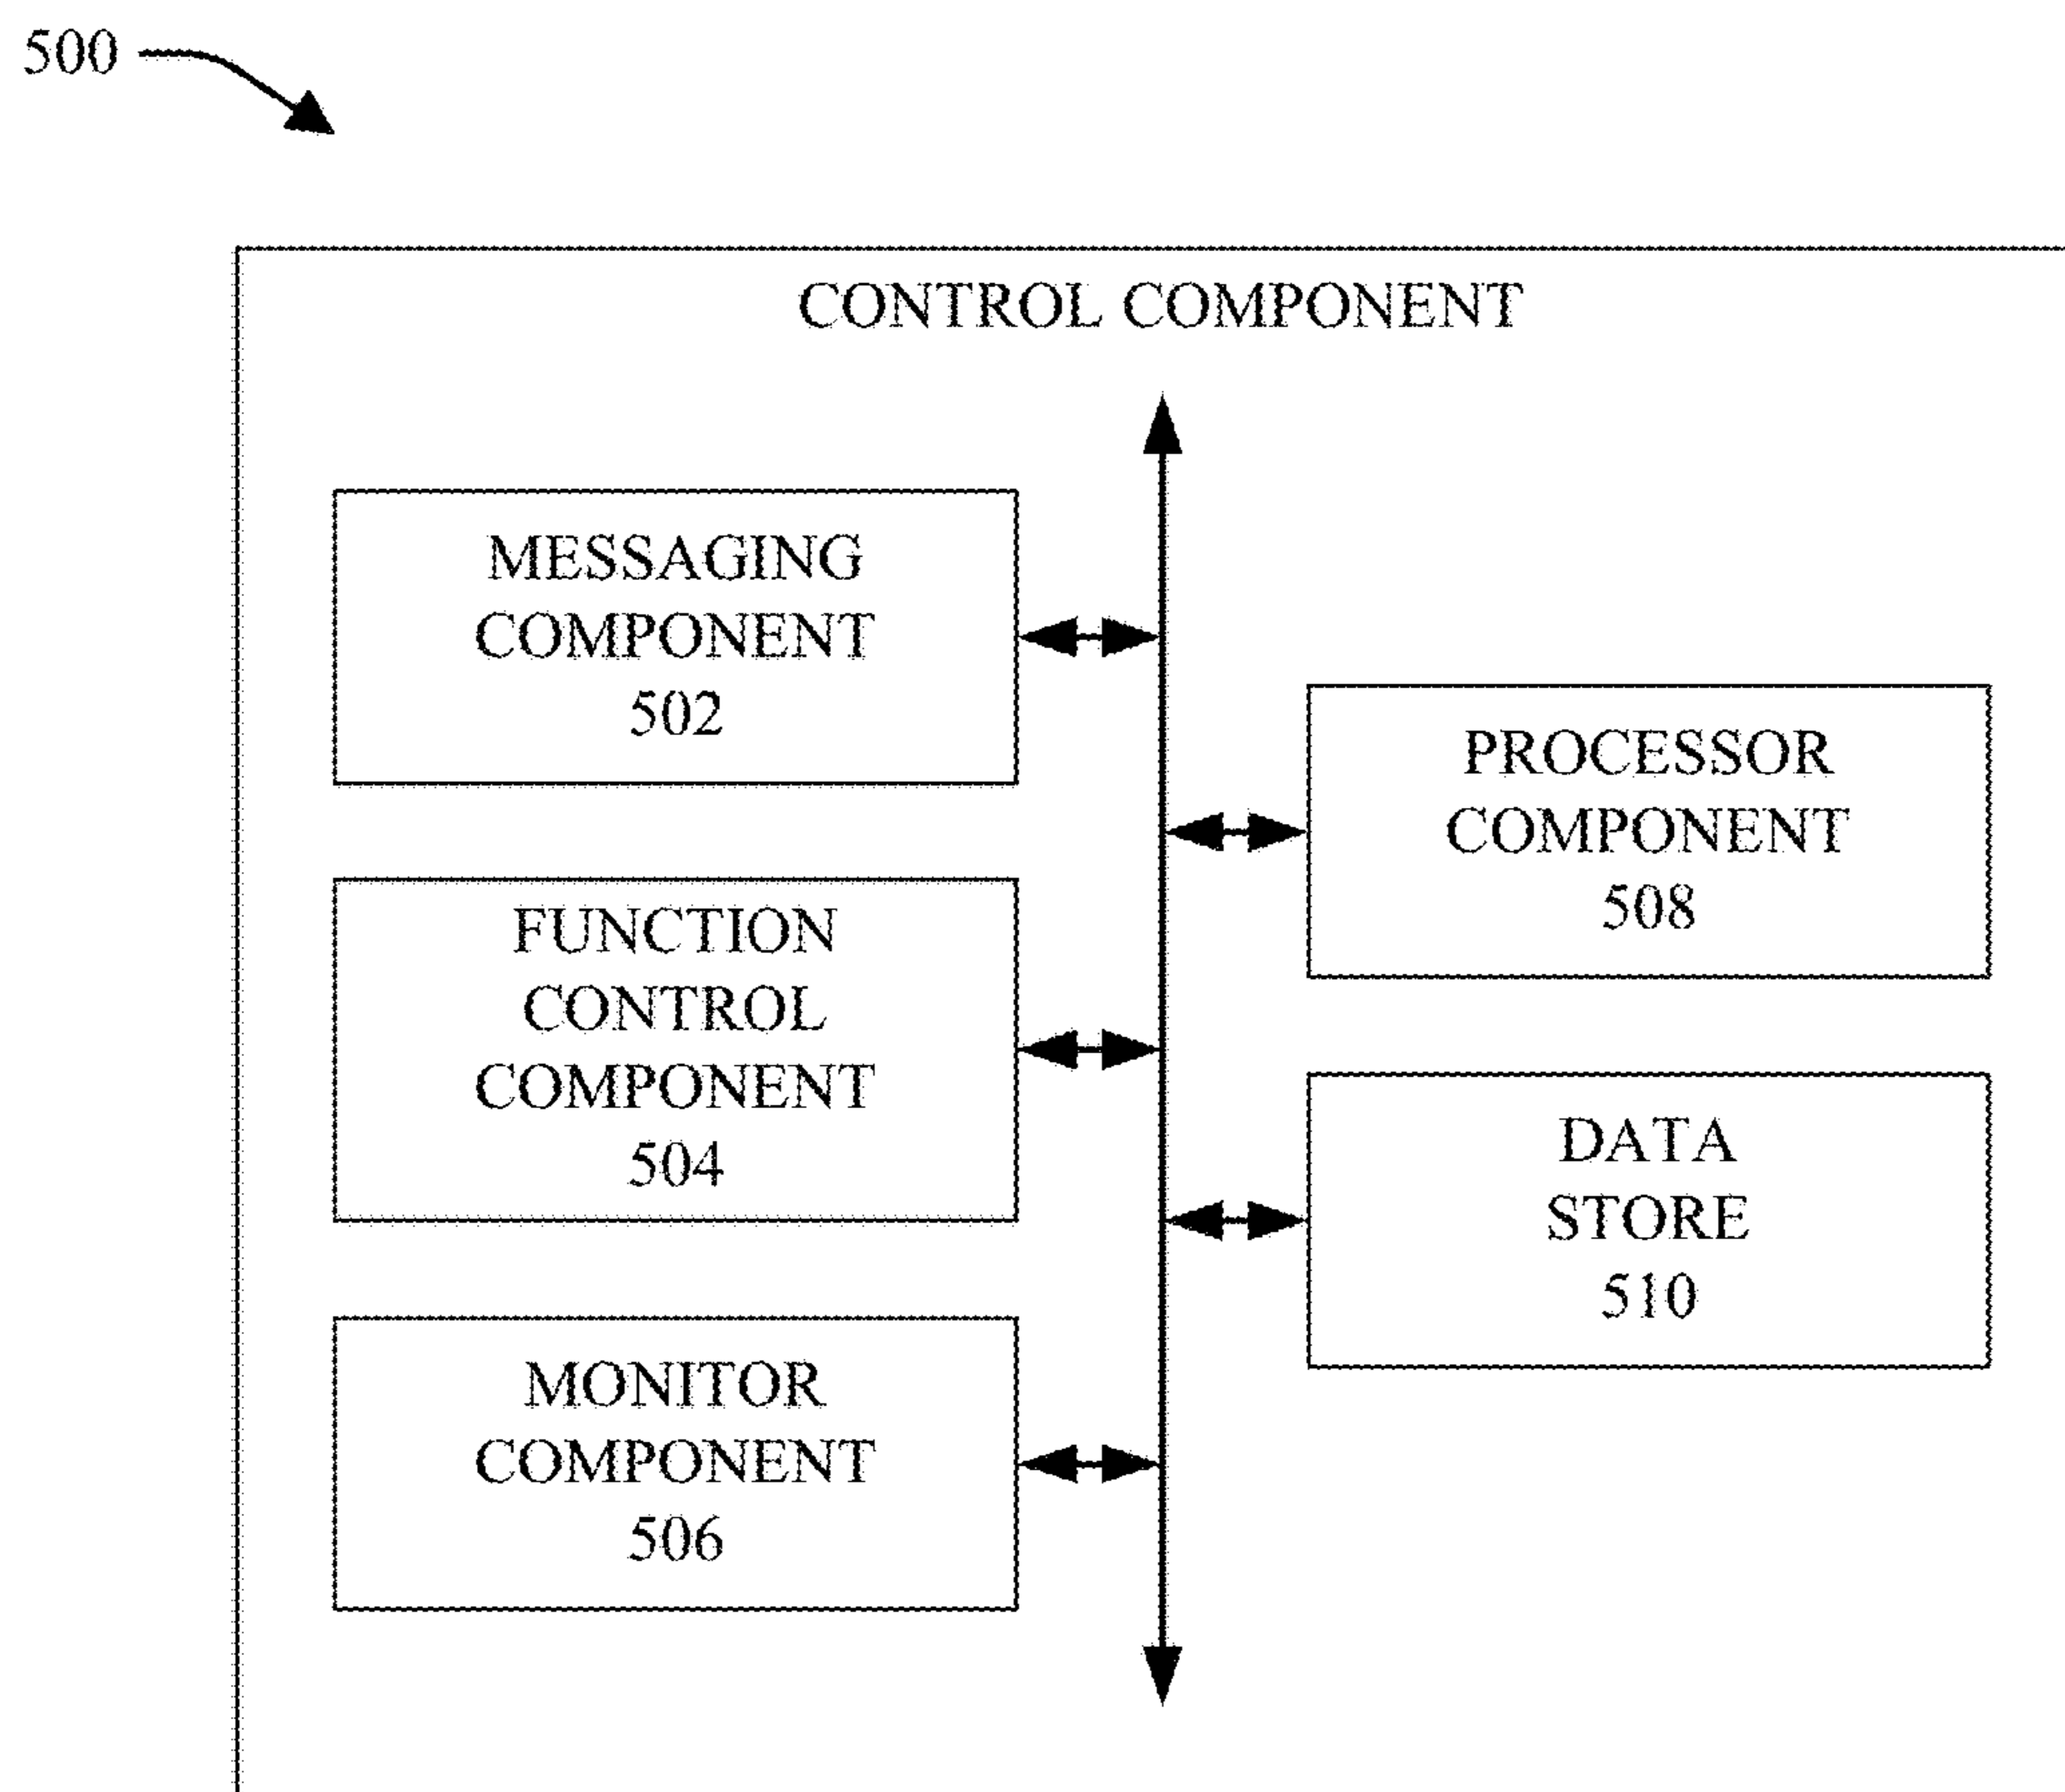 500
CONTROL COMPONENT
MESSAGING
COMPONENT
502
FUNCTION
CONTROL
COMPONENT
504
MONITOR
COMPONENT
506
PROCESSOR
COMPONENT
508
DATA
STORE
510